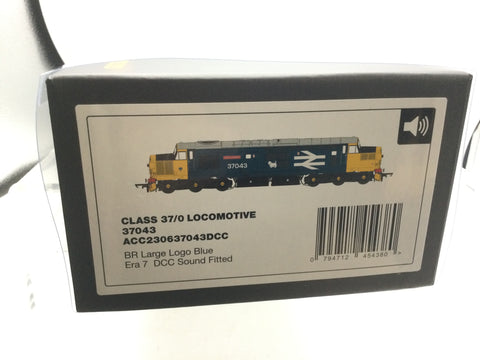 37043
CLASS 37/0 LOCOMOTIVE
37043
ACC230637043DCC
BR Large Logo Blue
Era 7 DCC Sound Fitted
0 794712 454380 >